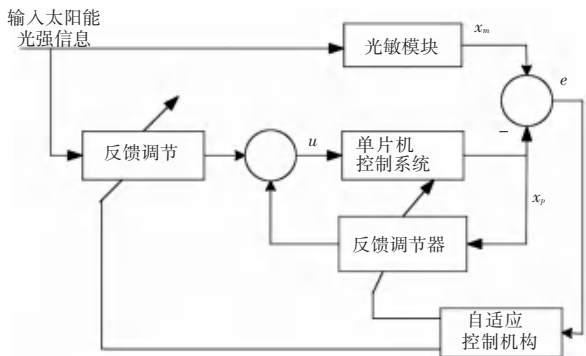 输入太阳能
光强信息
光敏模块
x_m
e
反馈调节
u
单片机
控制系统
−
x_p
反馈调节器
自适应
控制机构